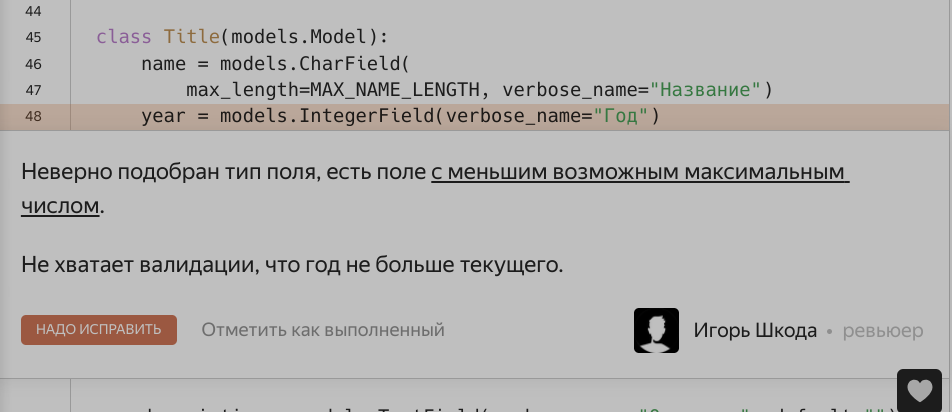 44
45 class Title(models.Model):
46 name = models.CharField(
47 max_length=MAX_NAME_LENGTH, verbose_name="Название")
48 year = models.IntegerField(verbose_name="Год")
Неверно подобран тип поля, есть поле с меньшим возможным максимальным
числом.
Не хватает валидации, что год не больше текущего.
НАДО ИСПРАВИТЬ Отметить как выполненный Игорь Шкода • ревьюер